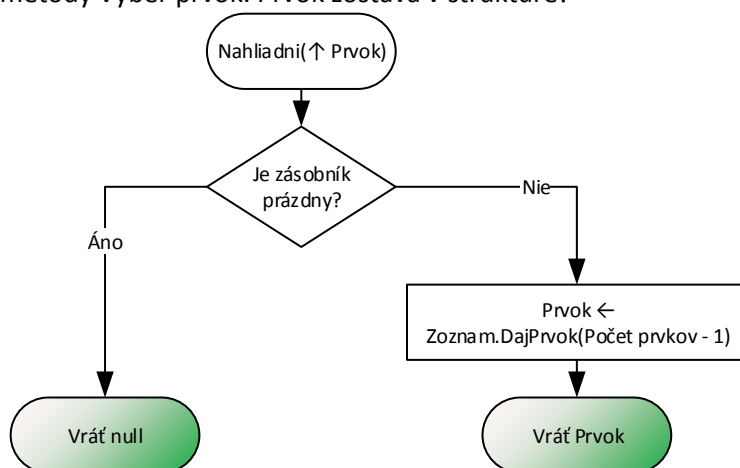 metódy Vyber prvok. Prvok zostáva v štruktúre.
Nahliadni(↑ Prvok)
Je zásobník
prázdny?
Áno
Nie
Prvok ←
Zoznam.DajPrvok(Počet prvkov - 1)
Vráť null
Vráť Prvok